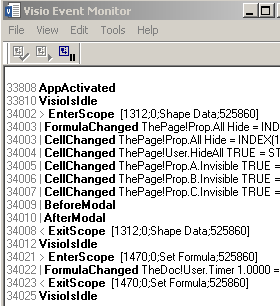 Visio Event Monitor
File View Edit Tools Help
33808 AppActivated
33810 VisioIsIdle
34002 > EnterScope [1312;0;Shape Data;525860]
34003 | FormulaChanged ThePage!Prop.All Hide = IND
34004 | CellChanged ThePage!Prop.All Hide = INDEX(1
34005 | CellChanged ThePage!User.HideAll TRUE = ST
34006 | CellChanged ThePage!Prop.A.Invisible TRUE =
34007 | CellChanged ThePage!Prop.B.Invisible TRUE =
34008 | CellChanged ThePage!Prop.C.Invisible TRUE =
34009 | BeforeModal
34010 | AfterModal
34011 < ExitScope [1312;0;Shape Data;525860]
34012 VisioIsIdle
34021 > EnterScope [1470;0;Set Formula;525860]
34022 | FormulaChanged TheDoc!User.Timer 1.0000 =
34023 < ExitScope [1470;0;Set Formula;525860]
34025 VisioIsIdle